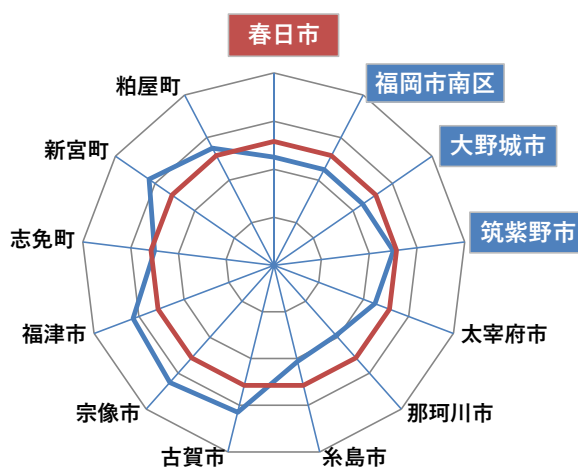 春日市
福岡市南区
大野城市
筑紫野市
太宰府市
那珂川市
糸島市
古賀市
宗像市
福津市
志免町
新宮町
粕屋町